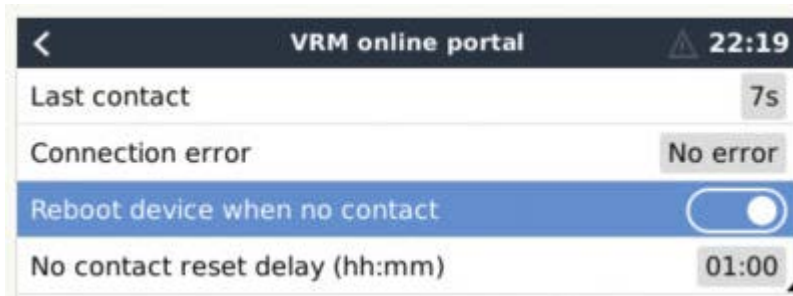 VRM online portal 22:19
Last contact 7s
Connection error No error
Reboot device when no contact
No contact reset delay (hh:mm) 01:00